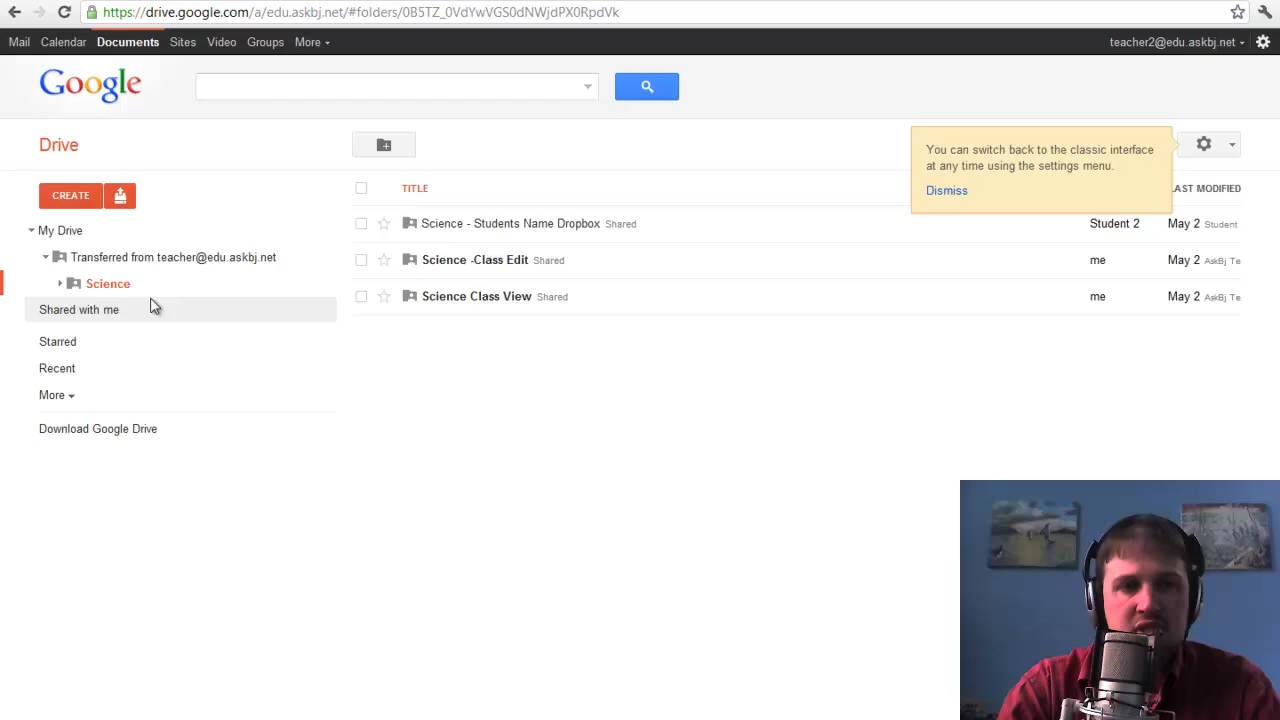 https://drive.google.com/a/edu.askbj.net/#folders/0B5TZ_0VdYwVGS0dNWjdPX0RpdVk
Mail Calendar Documents Sites Video Groups More teacher2@edu.askbj.net
Google
Drive
You can switch back to the classic interface
at any time using the settings menu.
Dismiss
CREATE
TITLE LAST MODIFIED
My Drive
Science - Students Name Dropbox Shared Student 2 May 2 Student
Transferred from teacher@edu.askbj.net
Science -Class Edit Shared me May 2 AskBj Te
Science
Science Class View Shared me May 2 AskBj Te
Shared with me
Starred
Recent
More
Download Google Drive